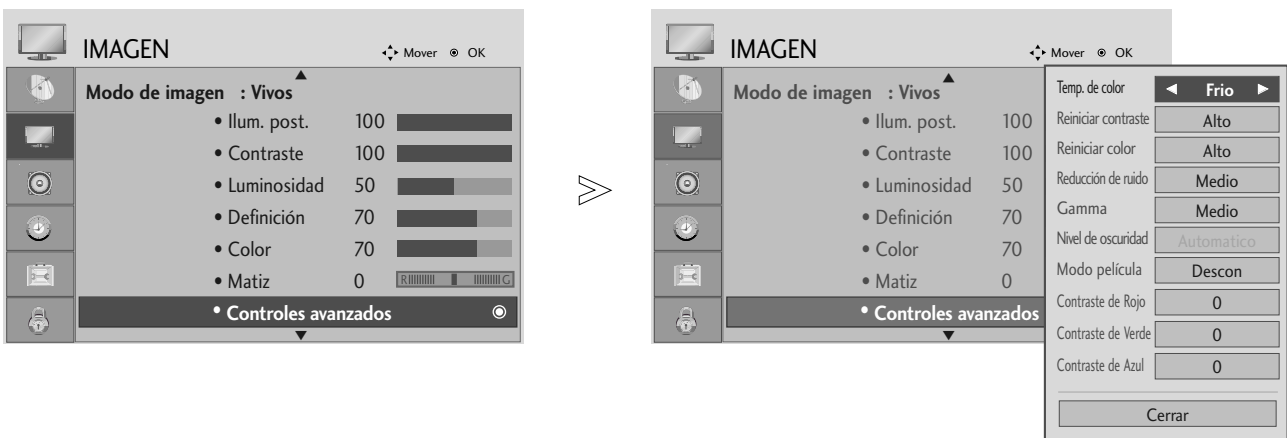 IMAGEN
Mover OK
Modo de imagen : Vivos
• Ilum. post. 100
• Contraste 100
• Luminosidad 50
• Definición 70
• Color 70
• Matiz 0 R G
• Controles avanzados
IMAGEN
Mover OK
Modo de imagen : Vivos
• Ilum. post. 100
• Contraste 100
• Luminosidad 50
• Definición 70
• Color 70
• Matiz 0
• Controles avanzados
Temp. de color Frio
Reiniciar contraste Alto
Reiniciar color Alto
Reducción de ruido Medio
Gamma Medio
Nivel de oscuridad Automatico
Modo película Descon
Contraste de Rojo 0
Contraste de Verde 0
Contraste de Azul 0
Cerrar